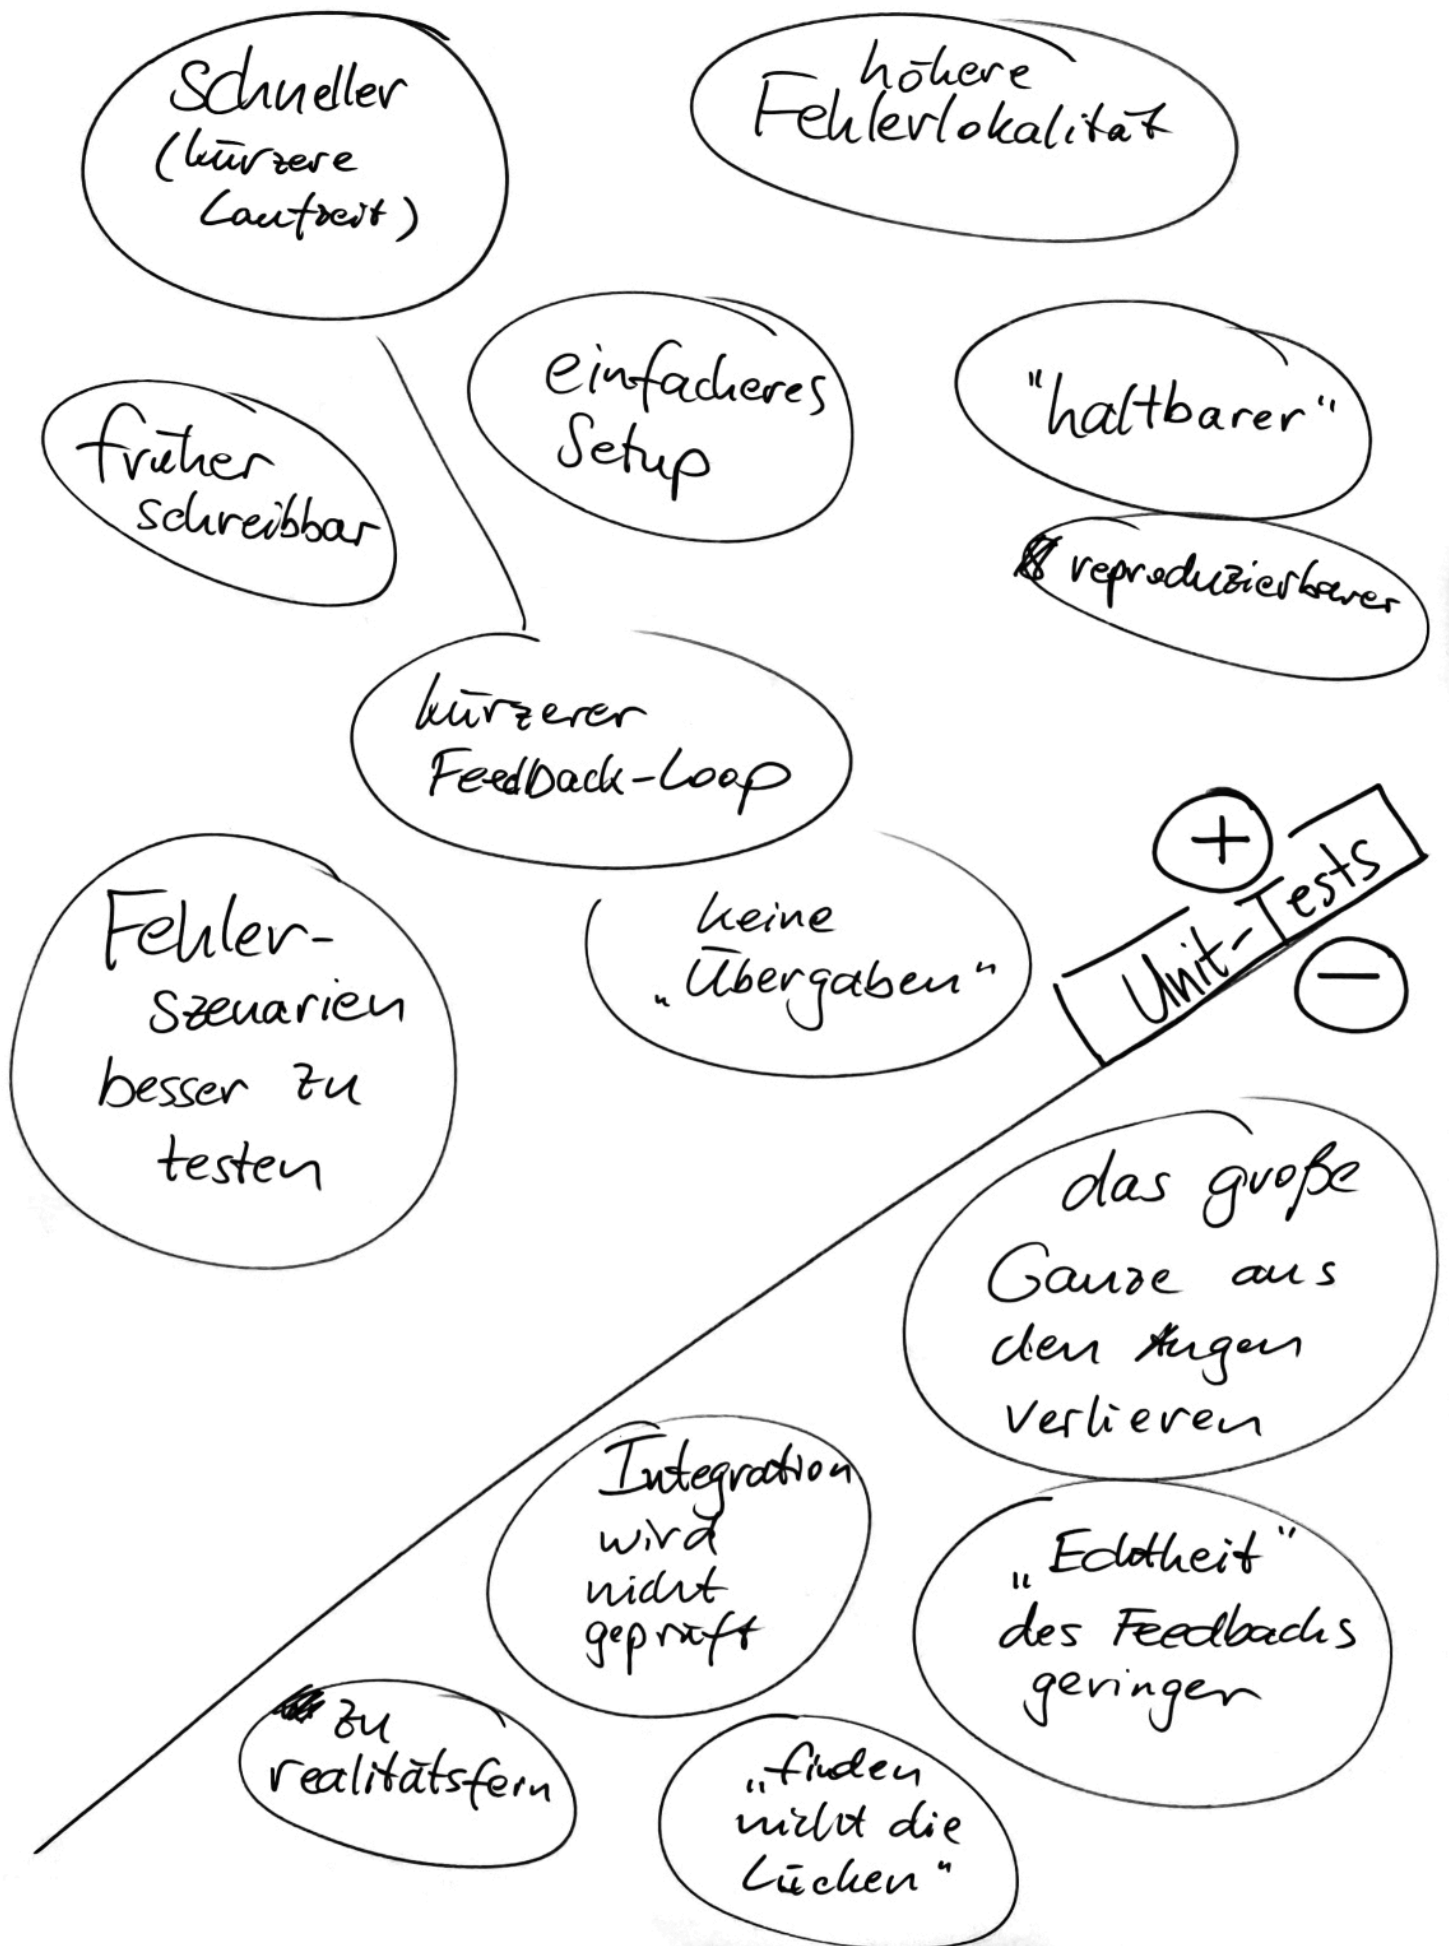 Schneller
(kürzere
Laufzeit)
höhere
Fehlerlokalität
einfacheres
Setup
"haltbarer"
früher
schreibbar
reproduzierbarer
kürzerer
Feedback-Loop
+
Unit-Tests
−
Fehler-
szenarien
besser zu
testen
keine
„Übergaben"
das große
Ganze aus
den Augen
verlieren
Integration
wird
nicht
geprüft
„Echtheit"
des Feedbacks
geringer
zu
realitätsfern
„finden
nicht die
Lücken"